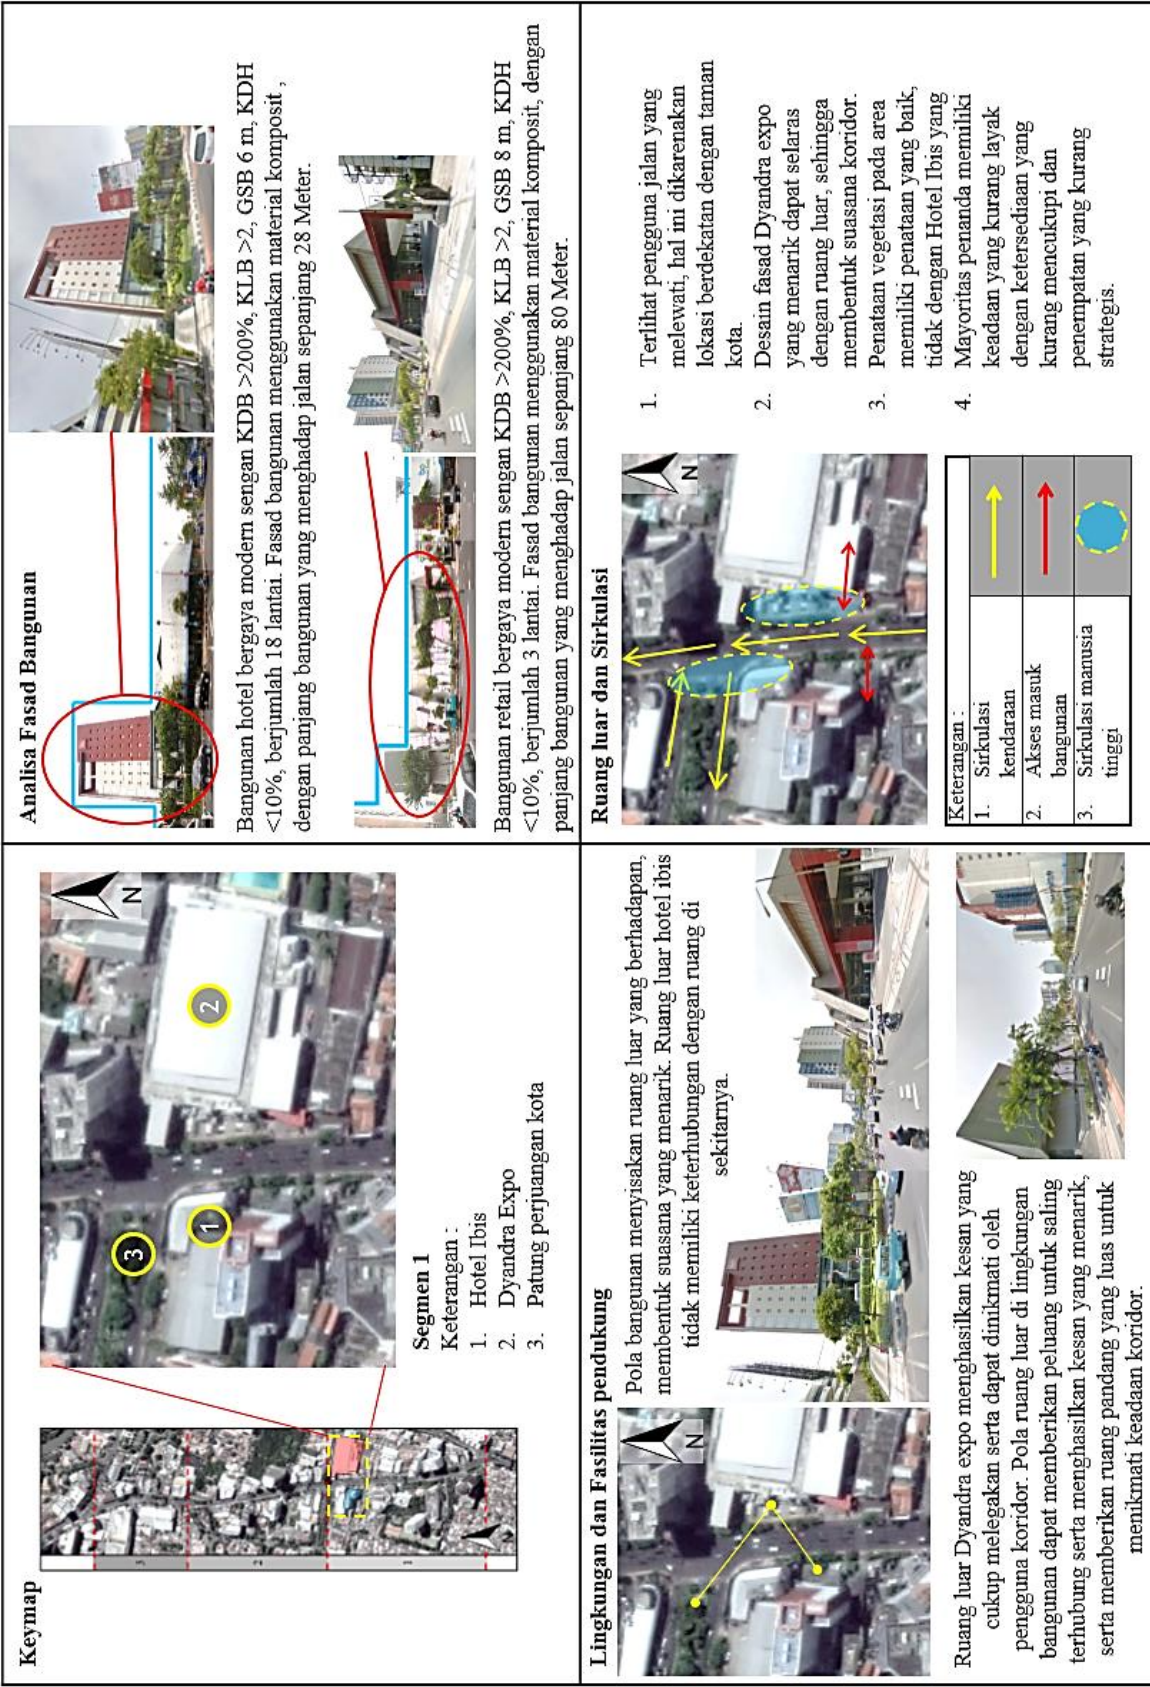 Keymap
3
2
1
3
1
2
N
Segmen 1
Keterangan :
1. Hotel Ibis
2. Dyandra Expo
3. Patung perjuangan kota
Analisa Fasad Bangunan
Bangunan hotel bergaya modern sengan KDB >200%, KLB >2, GSB 6 m, KDH
<10%, berjumlah 18 lantai. Fasad bangunan menggunakan material komposit ,
dengan panjang bangunan yang menghadap jalan sepanjang 28 Meter.
Bangunan retail bergaya modern sengan KDB >200%, KLB >2, GSB 8 m, KDH
<10%, berjumlah 3 lantai. Fasad bangunan menggunakan material komposit, dengan
panjang bangunan yang menghadap jalan sepanjang 80 Meter.
Lingkungan dan Fasilitas pendukung
N
Pola bangunan menyisakan ruang luar yang berhadapan,
membentuk suasana yang menarik. Ruang luar hotel ibis
tidak memiliki keterhubungan dengan ruang di
sekitarnya.
Ruang luar Dyandra expo menghasilkan kesan yang
cukup melegakan serta dapat dinikmati oleh
pengguna koridor. Pola ruang luar di lingkungan
bangunan dapat memberikan peluang untuk saling
terhubung serta menghasilkan kesan yang menarik,
serta memberikan ruang pandang yang luas untuk
menikmati keadaan koridor.
Ruang luar dan Sirkulasi
N
Keterangan :
1. Sirkulasi
kendaraan
2. Akses masuk
bangunan
3. Sirkulasi manusia
tinggi
1. Terlihat pengguna jalan yang
melewati, hal ini dikarenakan
lokasi berdekatan dengan taman
kota.
2. Desain fasad Dyandra expo
yang menarik dapat selaras
dengan ruang luar, sehingga
membentuk suasana koridor.
3. Penataan vegetasi pada area
memiliki penataan yang baik,
tidak dengan Hotel Ibis yang
4. Mayoritas penanda memiliki
keadaan yang kurang layak
dengan ketersediaan yang
kurang mencukupi dan
penempatan yang kurang
strategis.